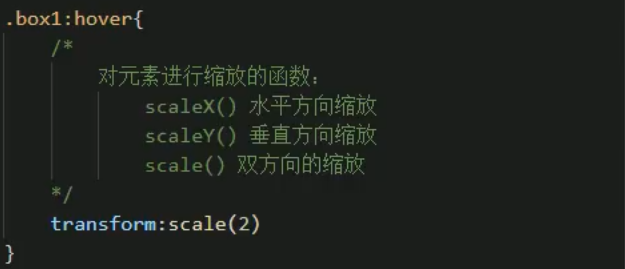 .box1:hover{
/*
对元素进行缩放的函数：
scaleX() 水平方向缩放
scaleY() 垂直方向缩放
scale() 双方向的缩放
*/
transform:scale(2)
}